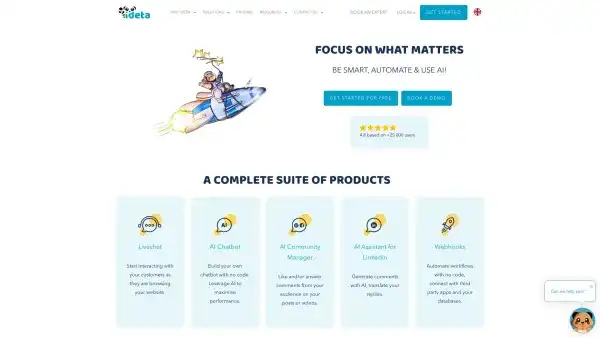 ideta
WHY IDETA SOLUTIONS PRICING RESOURCES CONTACT US BOOK AN EXPERT LOG IN GET STARTED
FOCUS ON WHAT MATTERS
BE SMART, AUTOMATE & USE AI!
GET STARTED FOR FREE BOOK A DEMO
4.8 based on +25 000 users
A COMPLETE SUITE OF PRODUCTS
Livechat
Start interacting with
your customers as
they are browsing
your website.
AI Chatbot
Build your own
chatbot with no code.
Leverage AI to
maximise
performance.
AI Community
Manager
Like and/or answer
comments from your
audience on your
posts or videos.
AI Assistant for
Linkedin
Generate comments
with AI, translate your
replies.
Webhooks
Automate workflows
with no code,
connect with third
party apps and your
databases.
Can we help you?